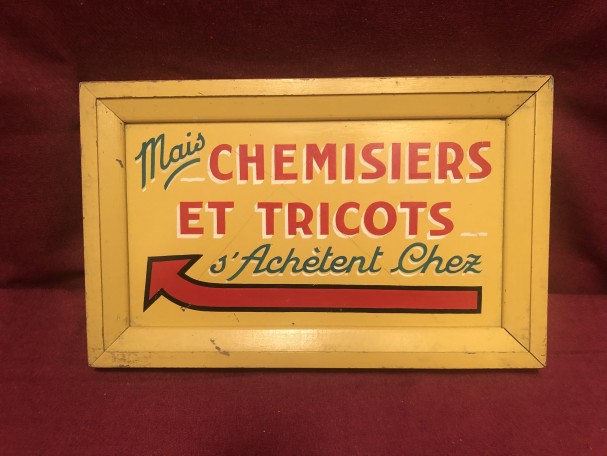 Mais CHEMISIERS
ET TRICOTS
s'Achètent Chez